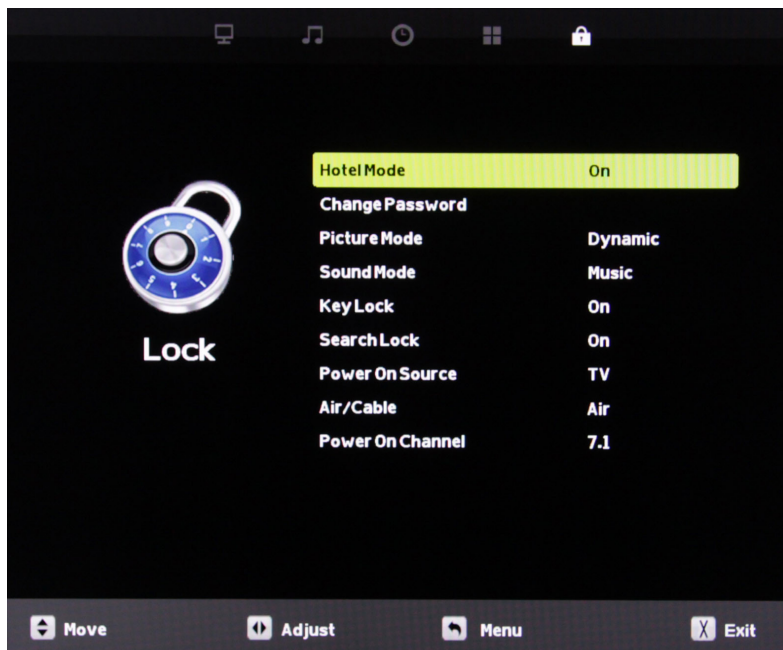 Hotel Mode On
Change Password
Picture Mode Dynamic
Sound Mode Music
Key Lock On
Search Lock On
Power On Source TV
Air/Cable Air
Power On Channel 7.1
Lock
Move Adjust Menu X Exit